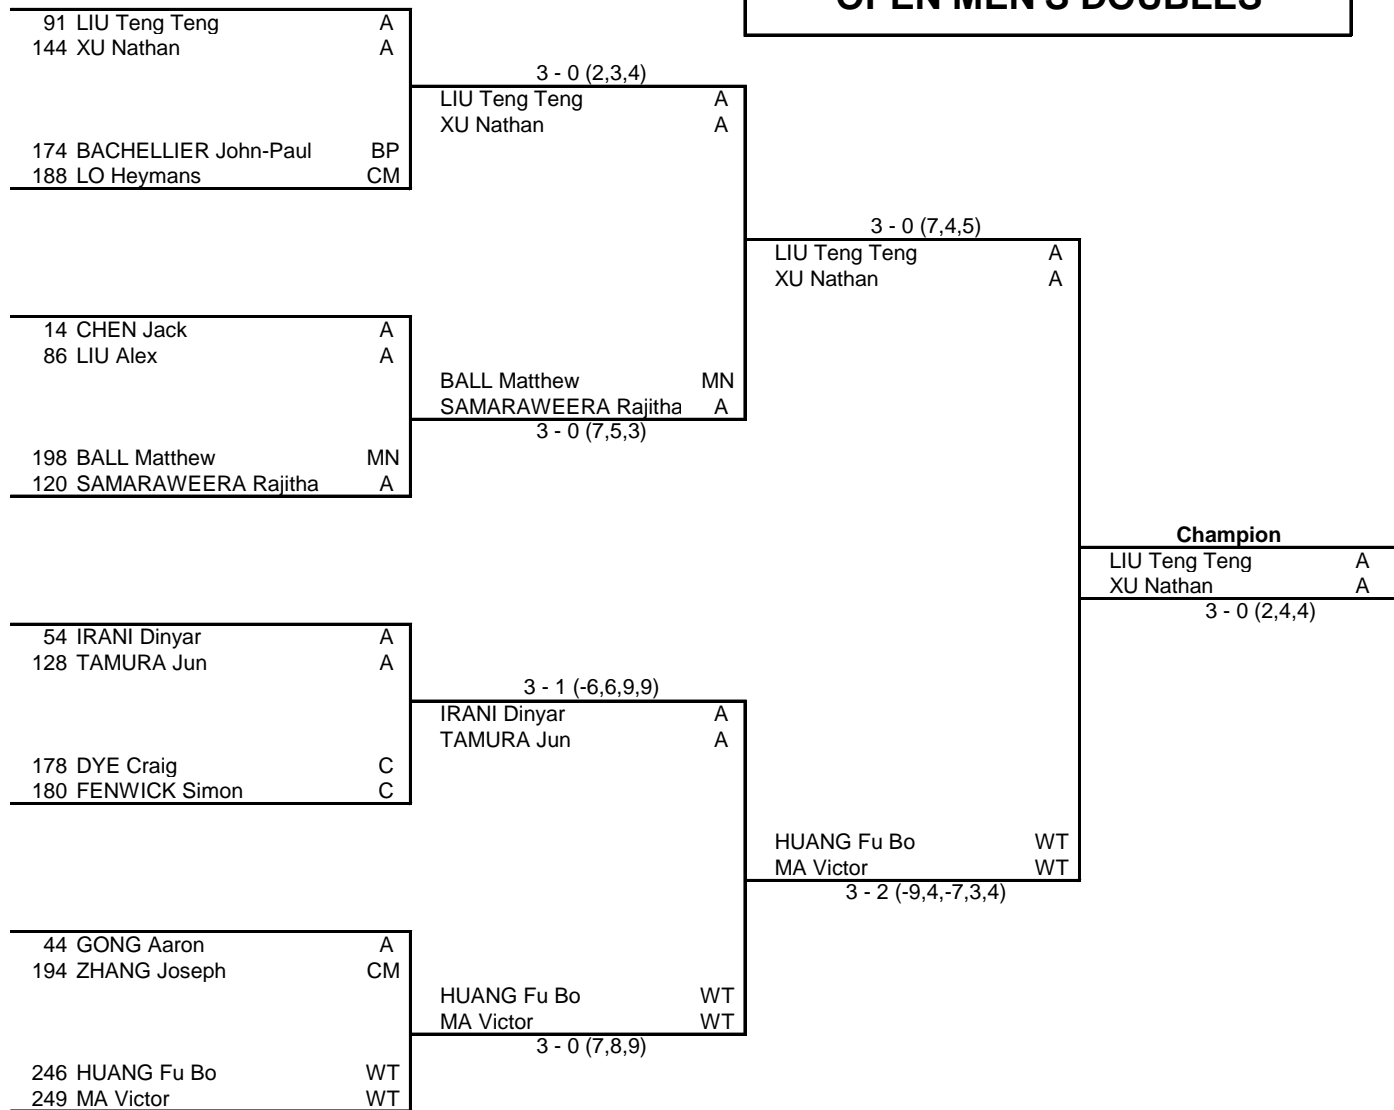 OPEN MEN'S DOUBLES
91 LIU Teng Teng A
144 XU Nathan A
3 - 0 (2,3,4)
LIU Teng Teng A
XU Nathan A
174 BACHELLIER John-Paul BP
188 LO Heymans CM
3 - 0 (7,4,5)
LIU Teng Teng A
XU Nathan A
14 CHEN Jack A
86 LIU Alex A
BALL Matthew MN
SAMARAWEERA Rajitha A
3 - 0 (7,5,3)
198 BALL Matthew MN
120 SAMARAWEERA Rajitha A
Champion
LIU Teng Teng A
XU Nathan A
3 - 0 (2,4,4)
54 IRANI Dinyar A
128 TAMURA Jun A
3 - 1 (-6,6,9,9)
IRANI Dinyar A
TAMURA Jun A
178 DYE Craig C
180 FENWICK Simon C
HUANG Fu Bo WT
MA Victor WT
3 - 2 (-9,4,-7,3,4)
44 GONG Aaron A
194 ZHANG Joseph CM
HUANG Fu Bo WT
MA Victor WT
3 - 0 (7,8,9)
246 HUANG Fu Bo WT
249 MA Victor WT